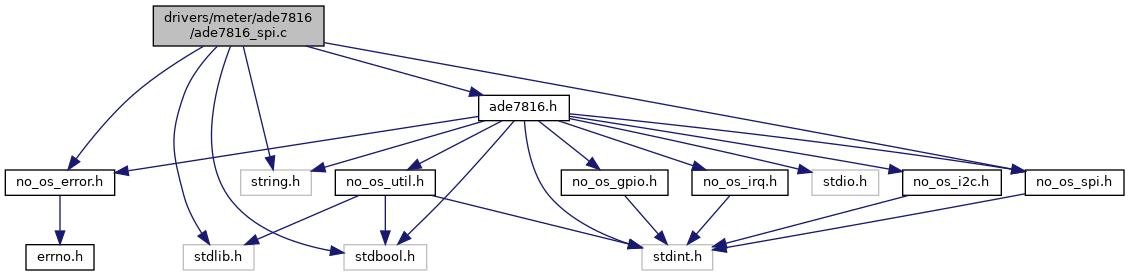 drivers/meter/ade7816
/ade7816_spi.c
ade7816.h
no_os_error.h
string.h
no_os_util.h
no_os_gpio.h
no_os_irq.h
stdio.h
no_os_i2c.h
no_os_spi.h
errno.h
stdlib.h
stdbool.h
stdint.h